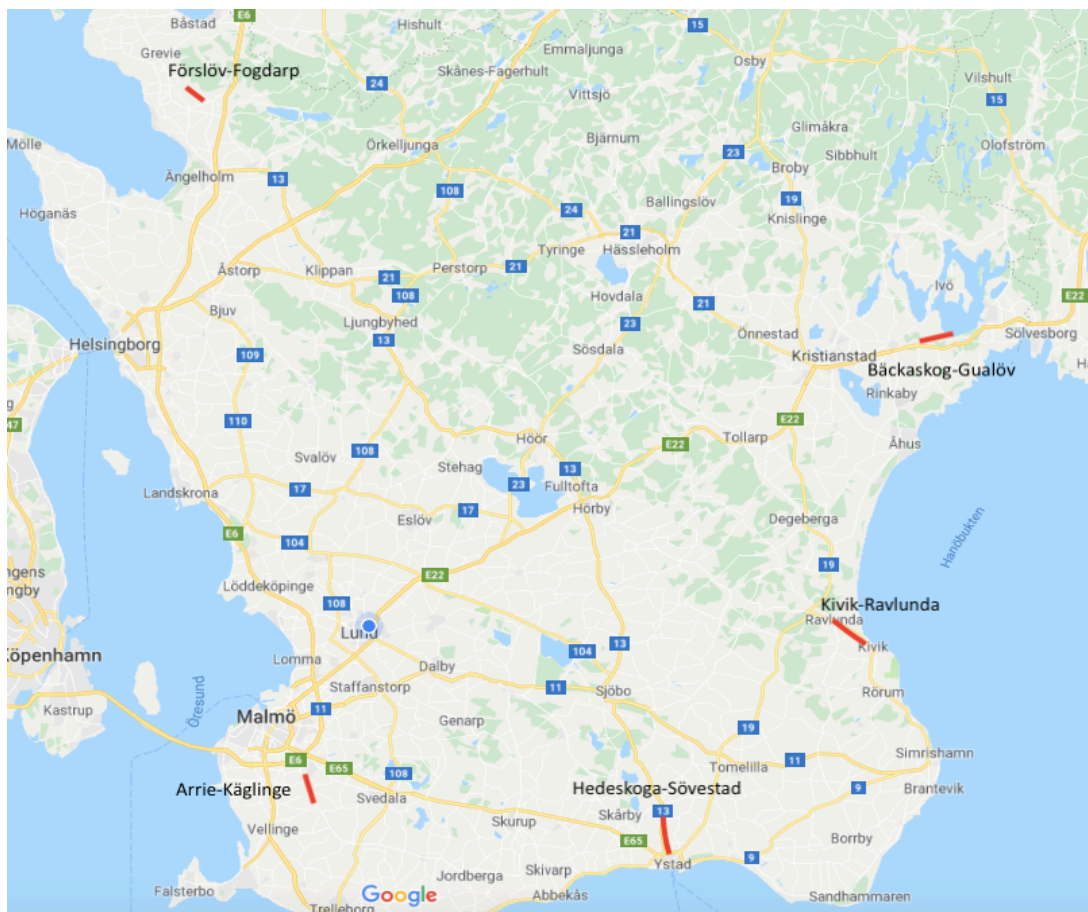 Båstad
E6
Hishult
15
Grevie
Emmaljunga
Osby
Förslöv-Fogdarp
Skånes-Fagerhult
24
Vittsjö
Vilshult
15
Glimåkra
Mölle
Örkelljunga
Bjärnum
Sibbhult
Olofström
23
Broby
Ängelholm
13
108
Ballingslöv
19
Höganäs
24
Knislinge
21
Tyringe
Hässleholm
Åstorp
Klippan
Perstorp
21
21
108
Ivö
E22
Hovdala
21
Bjuv
Ljungbyhed
13
23
Önnestad
Sölvesborg
Helsingborg
109
Sösdala
Kristianstad
Bäckaskog-Gualöv
Rinkaby
110
E22
47
Höör
Tollarp
E22
Åhus
Svalöv
108
Stehag
13
Landskrona
17
23
Fulltofta
Hörby
Eslöv
17
Degeberga
Hanöbukten
E6
104
19
E22
Löddeköpinge
108
Kivik-Ravlunda
Ravlunda
Lund
13
Kivik
104
Köpenhamn
Lomma
Dalby
11
Sjöbo
Rörum
Staffanstorp
Kastrup
Öresund
Malmö
11
Genarp
19
Simrishamn
E6
E65
108
Tomelilla
11
Arrie-Käglinge
Hedeskoga-Sövestad
9
Brantevik
Svedala
Skurup
Skårby
13
Vellinge
E65
Borrby
Ystad
9
Skivarp
Jordberga
Falsterbo
Google
Abbekås
Sandhammaren
Trelleborg